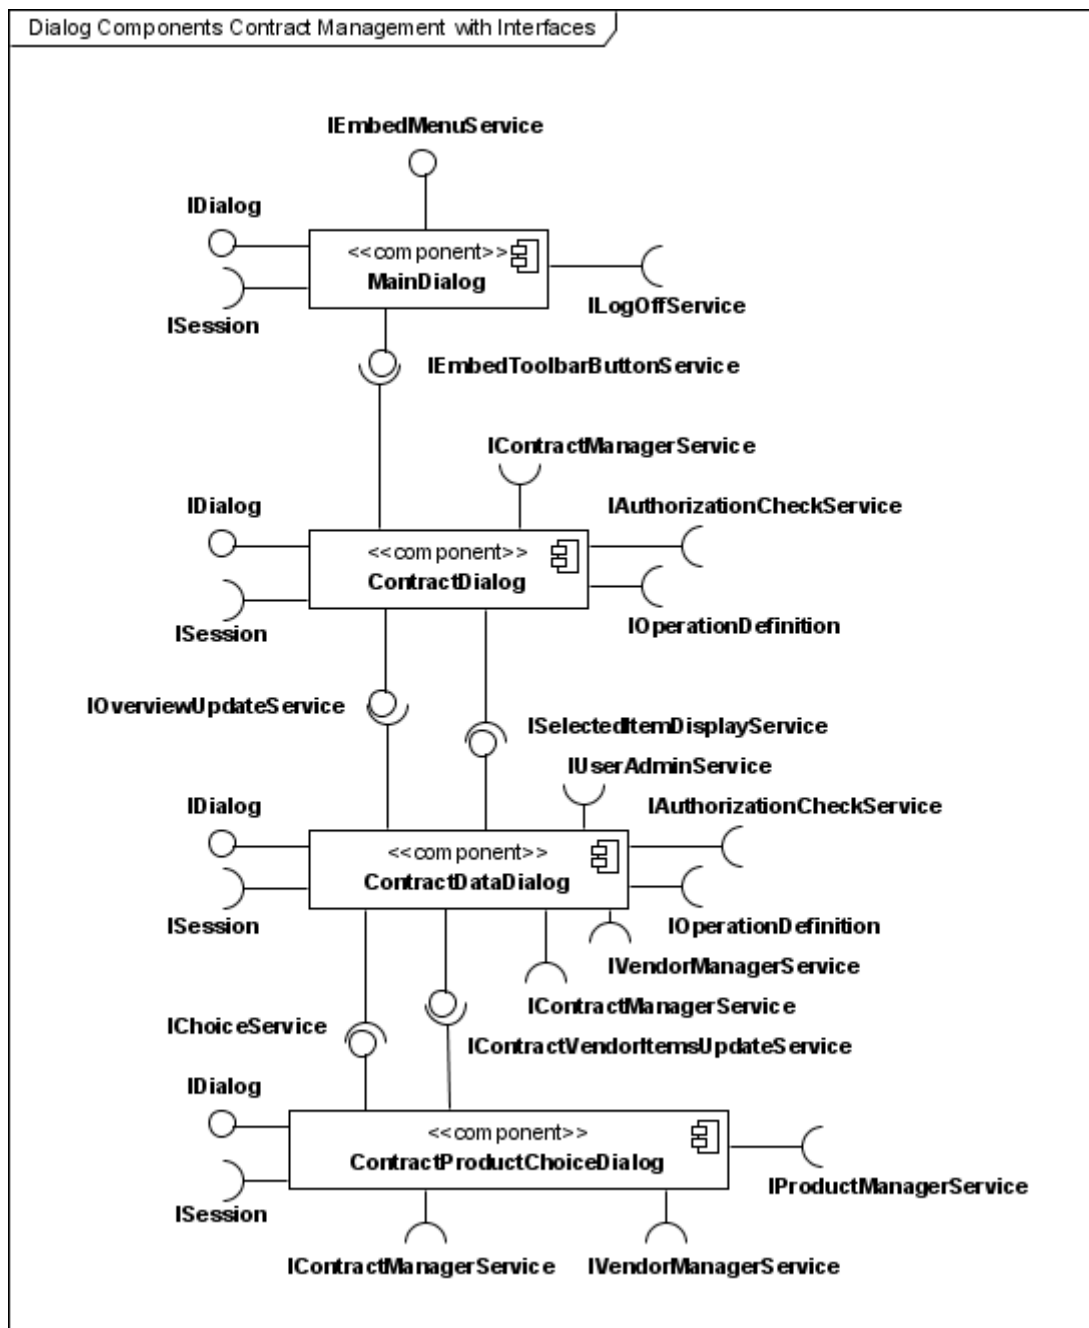 Dialog Components Contract Management with Interfaces
IEmbedMenuService
IDialog
<<component>>
MainDialog
ISession
ILogOffService
IEmbedToolbarButtonService
IContractManagerService
IDialog
IAuthorizationCheckService
<<component>>
ContractDialog
ISession
IOperationDefinition
IOverviewUpdateService
ISelectedItemDisplayService
IUserAdminService
IDialog
IAuthorizationCheckService
<<component>>
ContractDataDialog
ISession
IOperationDefinition
IVendorManagerService
IContractManagerService
IChoiceService
IContractVendorItemsUpdateService
IDialog
<<component>>
ContractProductChoiceDialog
IProductManagerService
ISession
IContractManagerService
IVendorManagerService